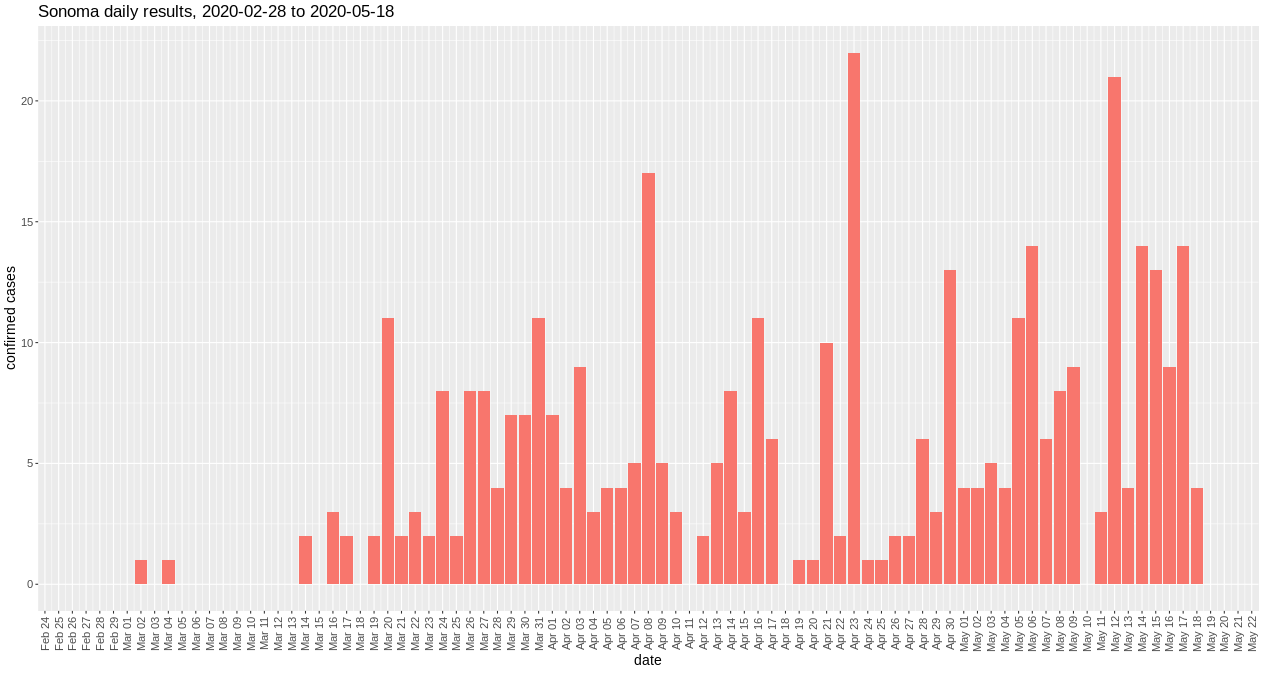 Sonoma daily results, 2020-02-28 to 2020-05-18
confirmed cases
20
15
10
5
0
Feb 24
Feb 25
Feb 26
Feb 27
Feb 28
Feb 29
Mar 01
Mar 02
Mar 03
Mar 04
Mar 05
Mar 06
Mar 07
Mar 08
Mar 09
Mar 10
Mar 11
Mar 12
Mar 13
Mar 14
Mar 15
Mar 16
Mar 17
Mar 18
Mar 19
Mar 20
Mar 21
Mar 22
Mar 23
Mar 24
Mar 25
Mar 26
Mar 27
Mar 28
Mar 29
Mar 30
Mar 31
Apr 01
Apr 02
Apr 03
Apr 04
Apr 05
Apr 06
Apr 07
Apr 08
Apr 09
Apr 10
Apr 11
Apr 12
Apr 13
Apr 14
Apr 15
Apr 16
Apr 17
Apr 18
Apr 19
Apr 20
Apr 21
Apr 22
Apr 23
Apr 24
Apr 25
Apr 26
Apr 27
Apr 28
Apr 29
Apr 30
May 01
May 02
May 03
May 04
May 05
May 06
May 07
May 08
May 09
May 10
May 11
May 12
May 13
May 14
May 15
May 16
May 17
May 18
May 19
May 20
May 21
May 22
date